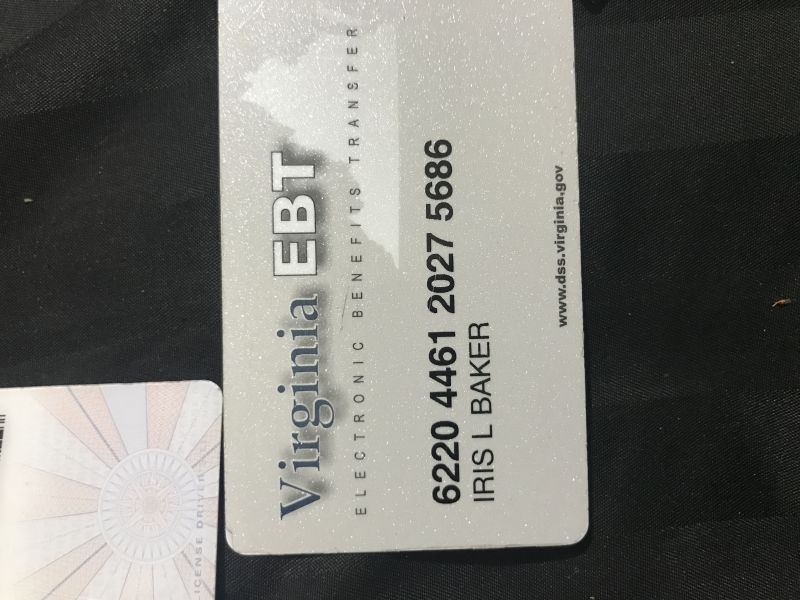 Virginia EBT
ELECTRONIC BENEFITS TRANSFER
6220 4461 2027 5686
IRIS L BAKER
www.dss.virginia.gov